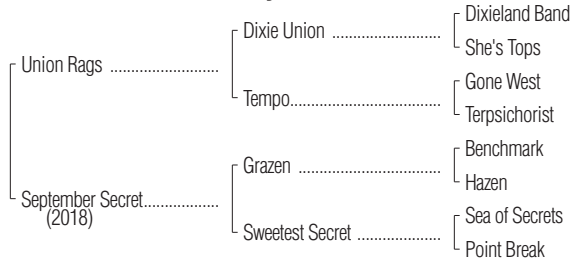 Dixieland Band
Dixie Union ........................
She's Tops
Union Rags ........................
Gone West
Tempo.................................
Terpsichorist
Benchmark
Grazen ...............................
Hazen
September Secret.................
(2018)
Sea of Secrets
Sweetest Secret ..................
Point Break